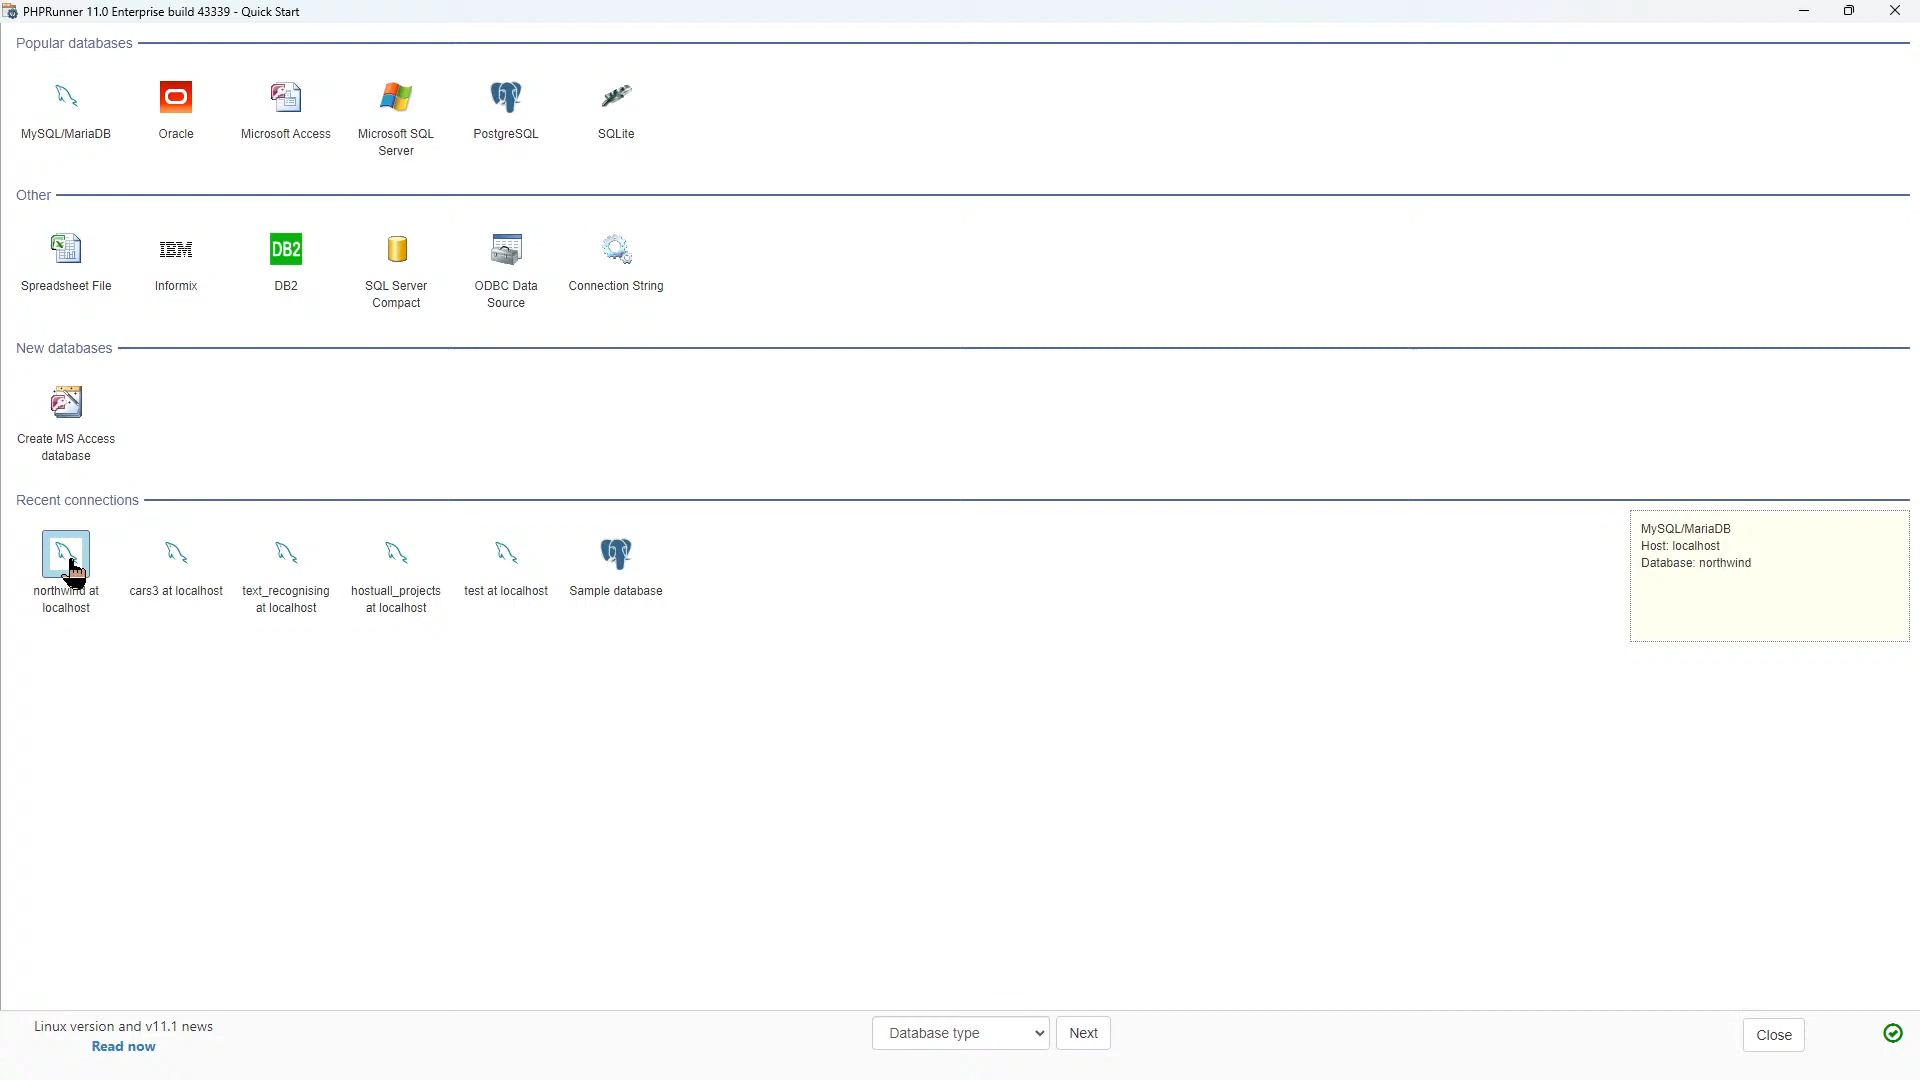 PHPRunner 11.0 Enterprise build 43339 - Quick Start
Popular databases
MySQL/MariaDB
Oracle
Microsoft Access
Microsoft SQL
Server
PostgreSQL
SQLite
Other
Spreadsheet File
IBM
Informix
DB2
DB2
SQL Server
Compact
ODBC Data
Source
Connection String
New databases
Create MS Access
database
Recent connections
northwind at
localhost
cars3 at localhost
text_recognising
at localhost
hostuall_projects
at localhost
test at localhost
Sample database
MySQL/MariaDB
Host: localhost
Database: northwind
Linux version and v11.1 news
Read now
Database type
Next
Close